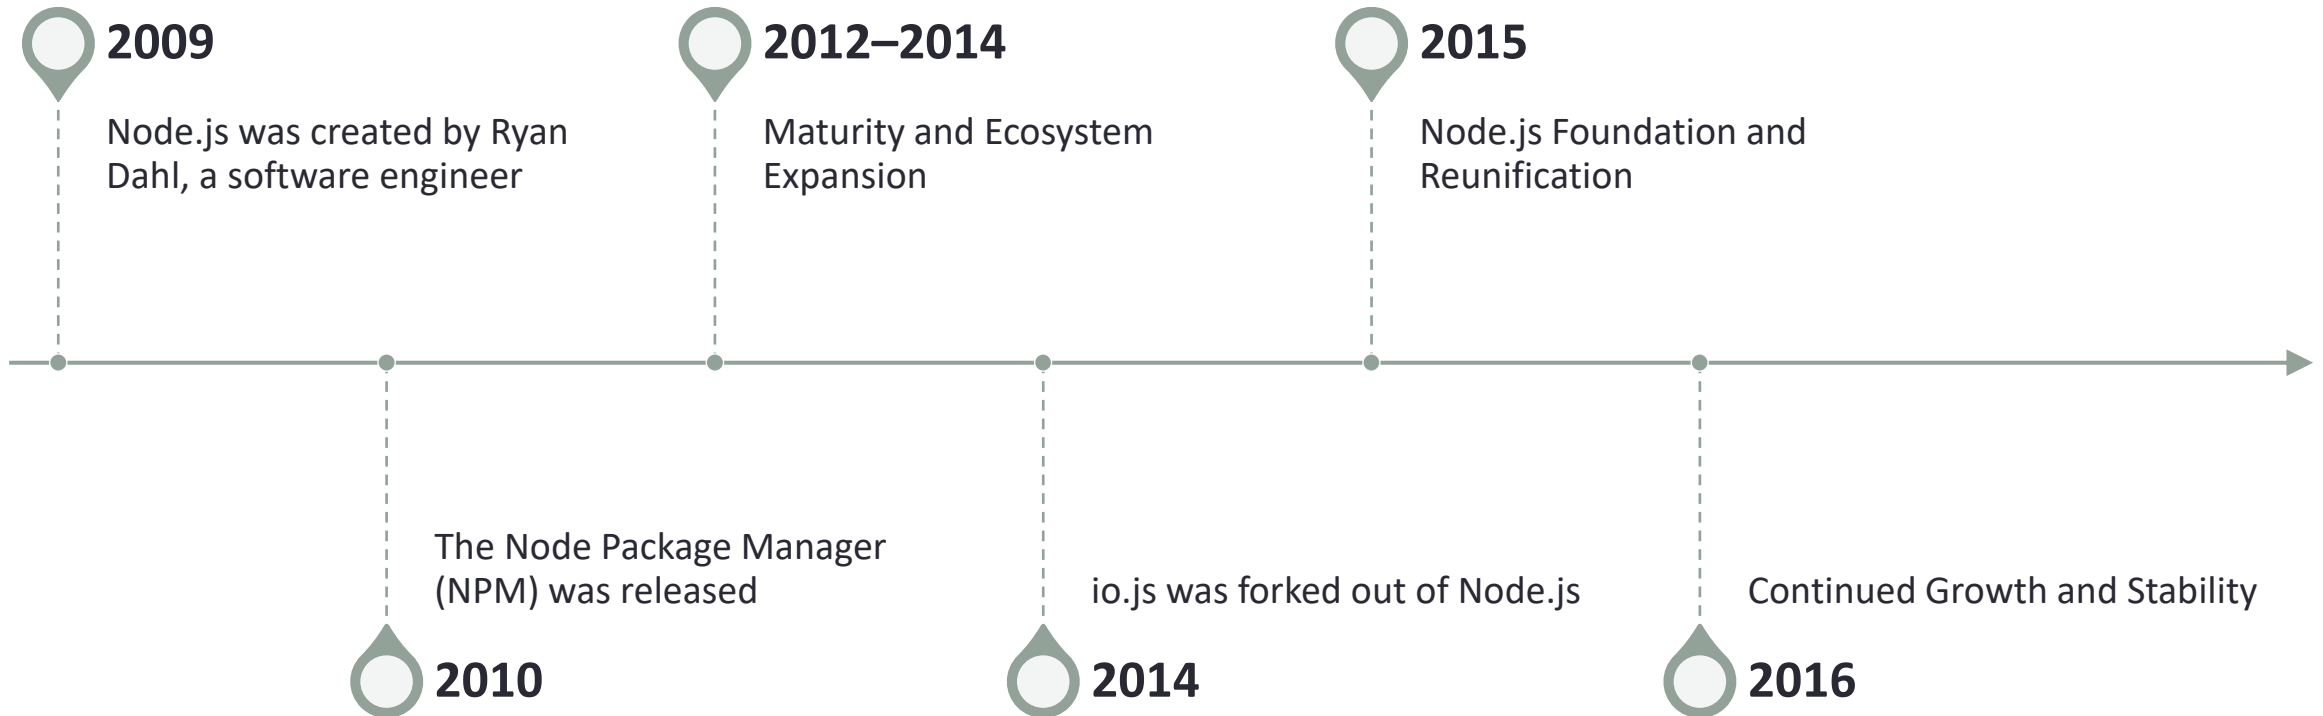 2009
Node.js was created by Ryan
Dahl, a software engineer
The Node Package Manager
(NPM) was released
2010
2012–2014
Maturity and Ecosystem
Expansion
io.js was forked out of Node.js
2014
2015
Node.js Foundation and
Reunification
Continued Growth and Stability
2016